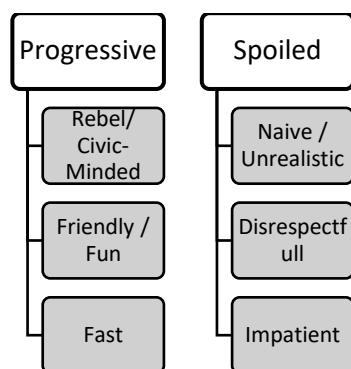 Progressive
Rebel/
Civic-
Minded
Friendly /
Fun
Fast
Spoiled
Naive /
Unrealistic
Disrespectf
ull
Impatient